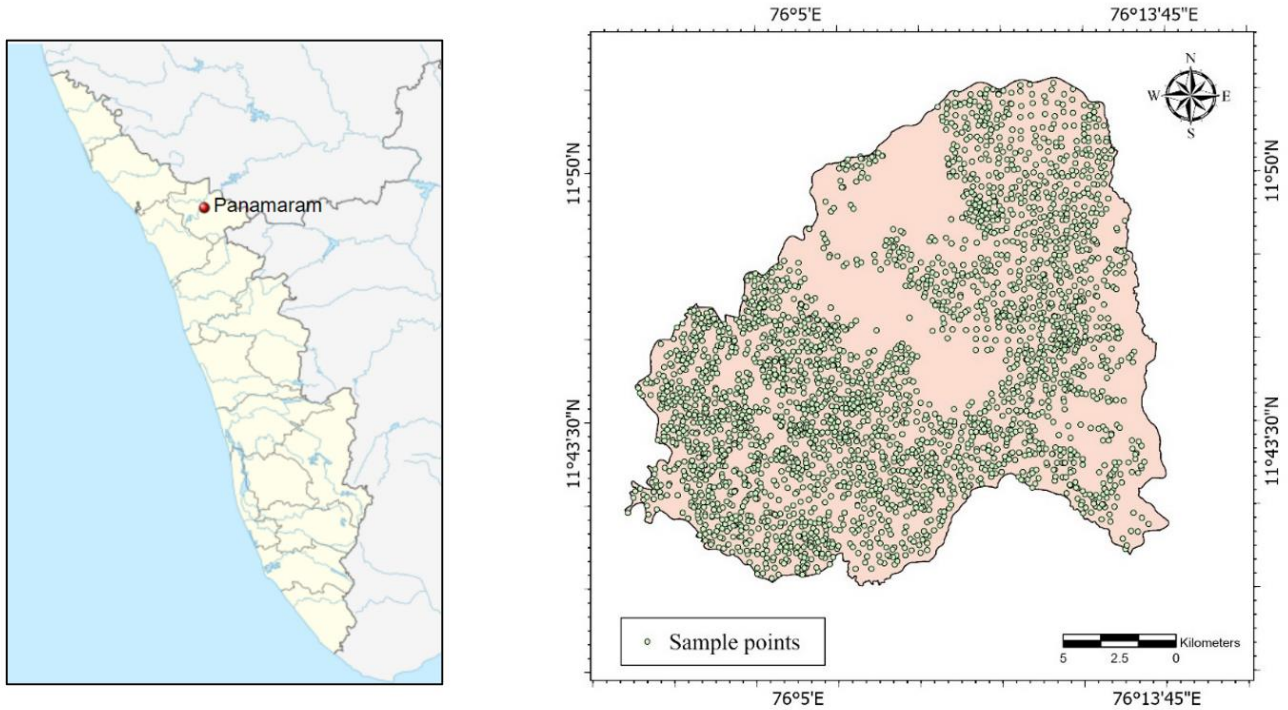 Panamaram
76°5'E
76°13'45"E
N
W
E
S
11°50'N
11°50'N
11°43'30"N
11°43'30"N
Sample points
Kilometers
5
2.5
0
76°5'E
76°13'45"E